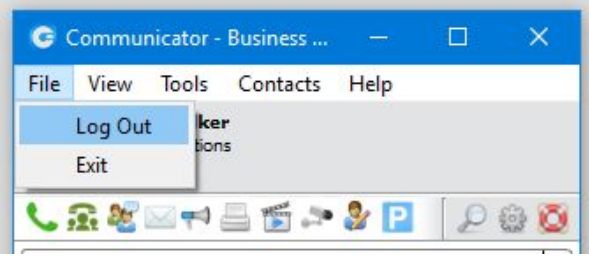 Communicator - Business ...
File View Tools Contacts Help
Log Out
Exit
P